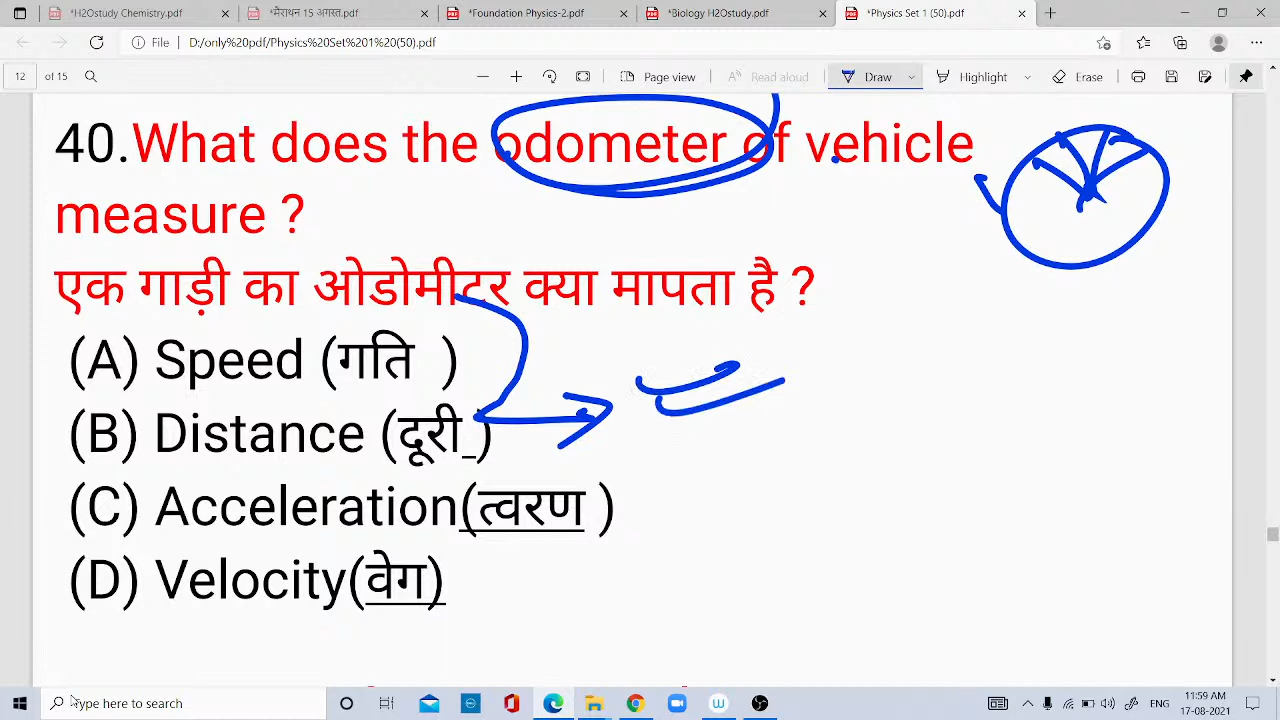 *H2Ostudy Chemistry.pdf
*मेराथन 15 अगस्त.pdf
*Foundation Physics-2.pdf
*Biology H2Ostudy.pdf
*Physics Set 1 (50).pdf
File
D:/only%20pdf/Physics%20Set%201%20(50).pdf
12 of 15
Page view
Read aloud
Draw
Highlight
Erase
40.What does the odometer of vehicle
measure ?
एक गाड़ी का ओडोमीटर क्या मापता है ?
(A) Speed (गति )
(B) Distance (दूरी )
(C) Acceleration(त्वरण )
(D) Velocity(वेग)
Type here to search
ENG
11:59 AM
17-08-2021